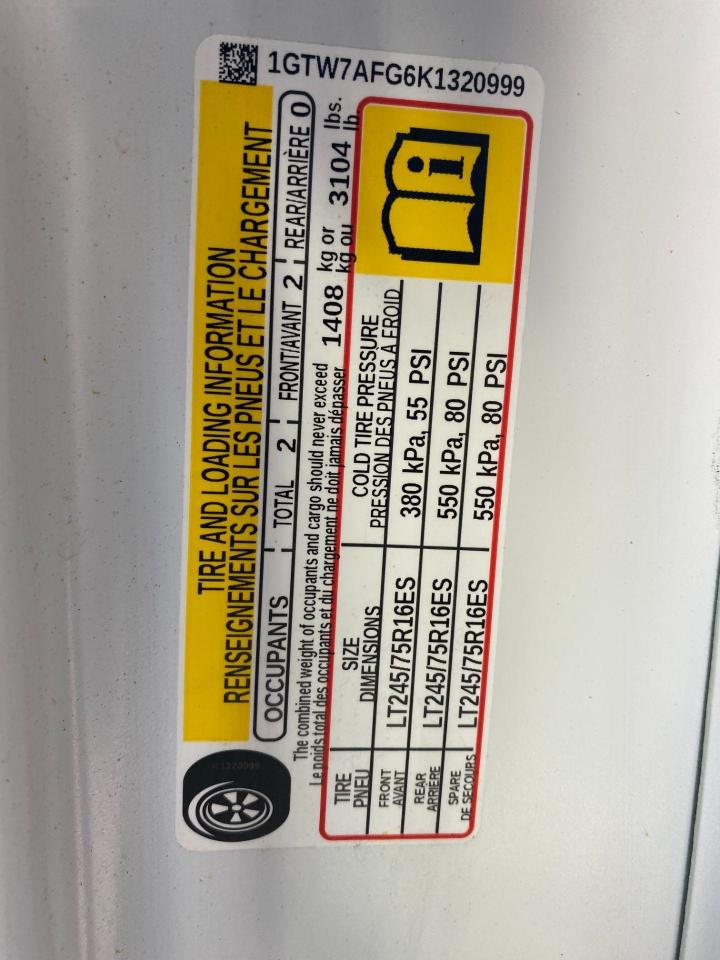 1GTW7AFG6K1320999
TIRE AND LOADING INFORMATION
RENSEIGNEMENTS SUR LES PNEUS ET LE CHARGEMENT
OCCUPANTS TOTAL 2 FRONT/AVANT 2 REAR/ARRIÈRE 0
The combined weight of occupants and cargo should never exceed 1408 kg or 3104 lbs.
Le poids total des occupants et du chargement ne doit jamais dépasser kg ou lb.
TIRE SIZE COLD TIRE PRESSURE
PNEU DIMENSIONS PRESSION DES PNEUS À FROID
FRONT
AVANT LT245/75R16ES 380 kPa, 55 PSI
REAR
ARRIÈRE LT245/75R16ES 550 kPa, 80 PSI
SPARE
DE SECOURS LT245/75R16ES 550 kPa, 80 PSI
K1320999